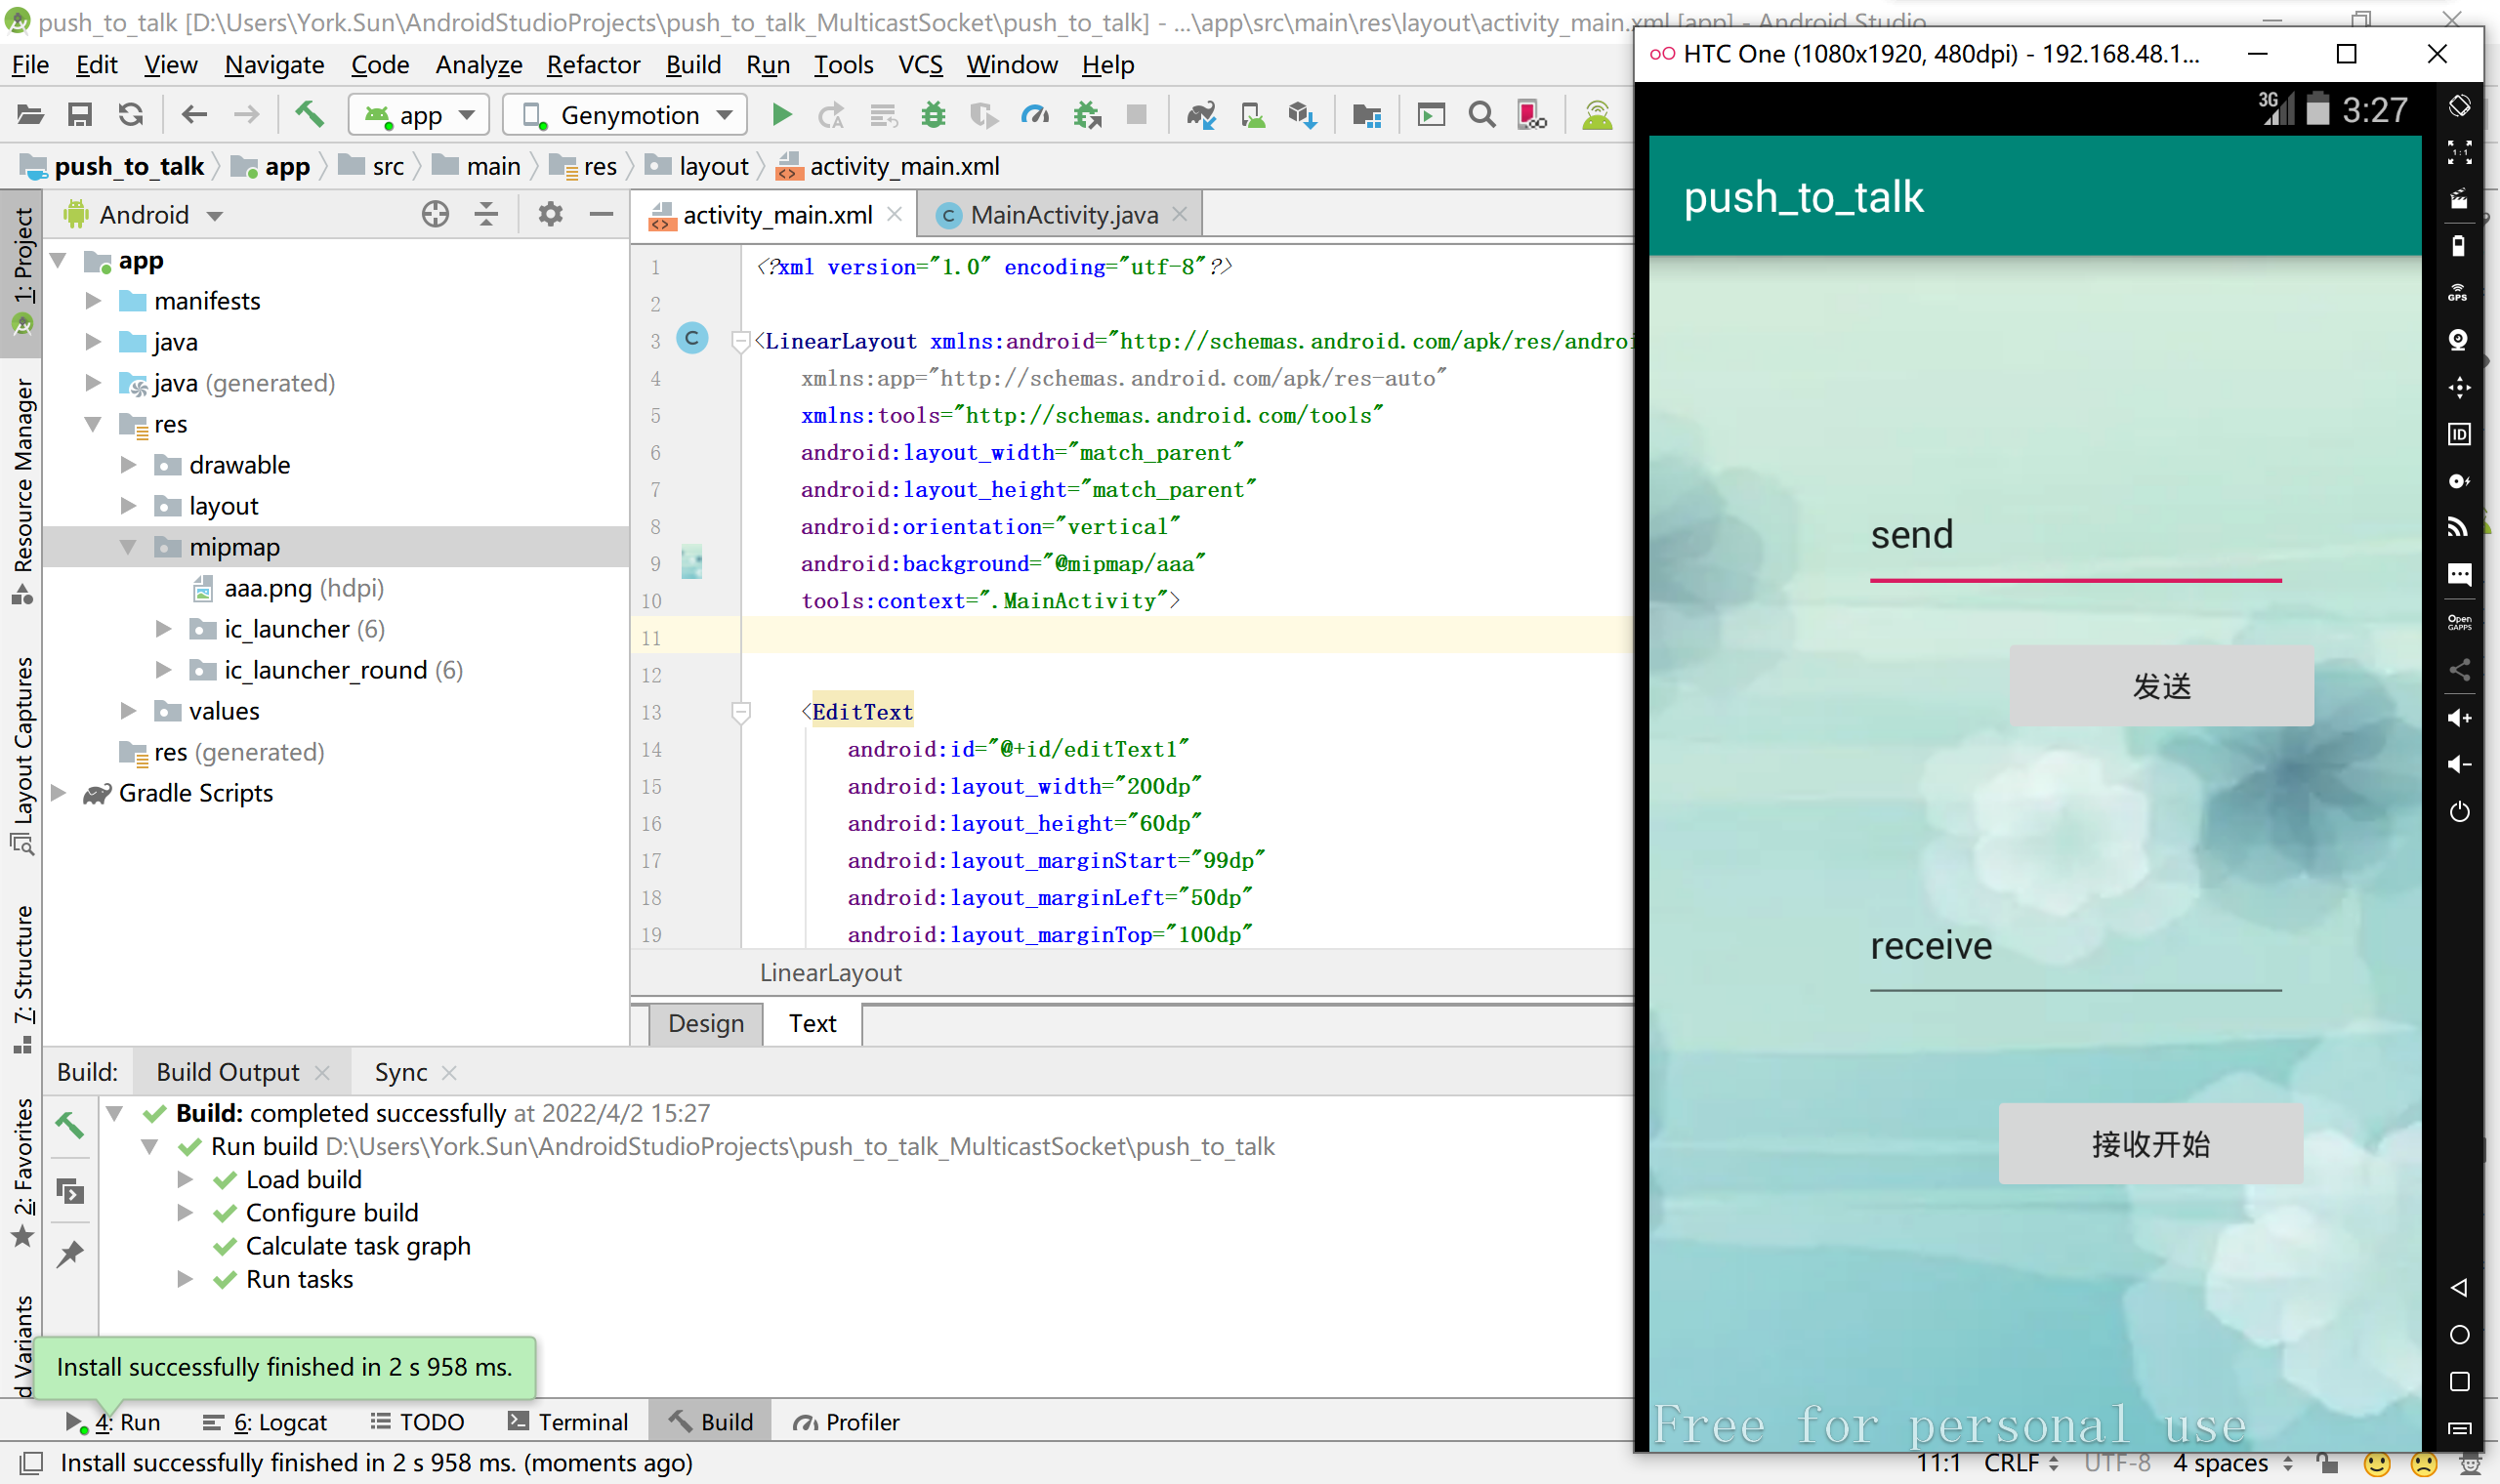 push_to_talk [D:\Users\York.Sun\AndroidStudioProjects\push_to_talk_MulticastSocket\push_to_talk] - ...\app\src\main\res\layout\activity_main.xml [app] - Android Studio
File Edit View Navigate Code Analyze Refactor Build Run Tools VCS Window Help
app Genymotion
push_to_talk app src main res layout activity_main.xml
1: Project
Resource Manager
Layout Captures
7: Structure
2: Favorites
d Variants
Android
app
manifests
java
java (generated)
res
drawable
layout
mipmap
aaa.png (hdpi)
ic_launcher (6)
ic_launcher_round (6)
values
res (generated)
Gradle Scripts
activity_main.xml MainActivity.java
1 <?xml version="1.0" encoding="utf-8"?>
2
3 <LinearLayout xmlns:android="http://schemas.android.com/apk/res/androi
4 xmlns:app="http://schemas.android.com/apk/res-auto"
5 xmlns:tools="http://schemas.android.com/tools"
6 android:layout_width="match_parent"
7 android:layout_height="match_parent"
8 android:orientation="vertical"
9 android:background="@mipmap/aaa"
10 tools:context=".MainActivity">
11
12
13 <EditText
14 android:id="@+id/editText1"
15 android:layout_width="200dp"
16 android:layout_height="60dp"
17 android:layout_marginStart="99dp"
18 android:layout_marginLeft="50dp"
19 android:layout_marginTop="100dp"
LinearLayout
Design Text
Build: Build Output Sync
Build: completed successfully at 2022/4/2 15:27
Run build D:\Users\York.Sun\AndroidStudioProjects\push_to_talk_MulticastSocket\push_to_talk
Load build
Configure build
Calculate task graph
Run tasks
Install successfully finished in 2 s 958 ms.
4: Run 6: Logcat TODO Terminal Build Profiler
Install successfully finished in 2 s 958 ms. (moments ago)
11:1 CRLF UTF-8 4 spaces
HTC One (1080x1920, 480dpi) - 192.168.48.1...
3G 3:27
push_to_talk
send
发送
receive
接收开始
Free for personal use
1:1
GPS
ID
Open GAPPS